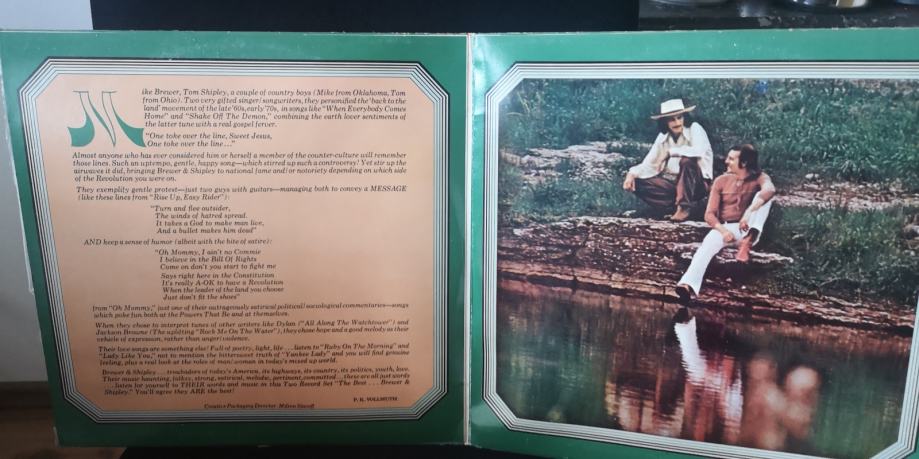 Mike Brewer, Tom Shipley, a couple of country boys (Mike from Oklahoma, Tom
from Ohio). Two very gifted singer/songwriters, they personified the 'back to the
land' movement of the late '60s, early '70s, in songs like "When Everybody Comes
Home" and "Shake Off The Demon," combining the earth lover sentiments of
the latter tune with a real gospel fervor.
"One toke over the line, Sweet Jesus,
One toke over the line..."
Almost anyone who has ever considered him or herself a member of the counter-culture will remember
those lines. Such an uptempo, gentle, happy song—which stirred up such a controversy! Yet stir up the
airwaves it did, bringing Brewer & Shipley to national fame and/or notoriety depending on which side
of the Revolution you were on.
They exemplify gentle protest—just two guys with guitars—managing both to convey a MESSAGE
(like these lines from "Rise Up, Easy Rider"):
"Turn and flee outsider,
The winds of hatred spread.
It takes a God to make man live,
And a bullet makes him dead"
AND keep a sense of humor (albeit with the bite of satire):
"Oh Mommy, I ain't no Commie
I believe in the Bill Of Rights
Come on don't you start to fight me
Says right here in the Constitution
It's really A-OK to have a Revolution
When the leader of the land you choose
Just don't fit the shoes"
from "Oh Mommy," just one of their outrageously satirical political/sociological commentaries—songs
which poke fun both at the Powers That Be and at themselves.
When they chose to interpret tunes of other writers like Dylan ("All Along The Watchtower") and
Jackson Browne (The uplifting "Rock Me On The Water"), they chose hope and a good melody as their
vehicle of expression, rather than anger/violence.
Their love songs are something else! Full of poetry, light, life...listen to "Ruby On The Morning" and
"Lady Like You," not to mention the bittersweet truth of "Yankee Lady" and you will find genuine
feeling, plus a real look at the roles of man/woman in today's mixed up world.
Brewer & Shipley...troubadors of today's America, its highways, its country, its politics, youth, love.
Their music haunting, folksy, strong, satirical, melodic, pertinent, committed...these are all just words
...listen for yourself to THEIR words and music in this Two Record Set "The Best...Brewer &
Shipley." You'll agree they ARE the best!
P. R. VOLLMUTH
Creative Packaging Director: Milton Sincoff